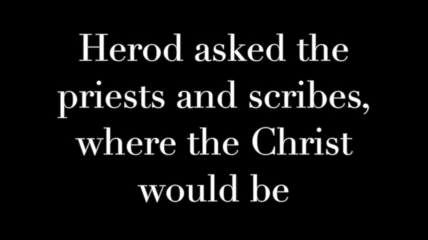 Herod asked the
priests and scribes,
where the Christ
would be